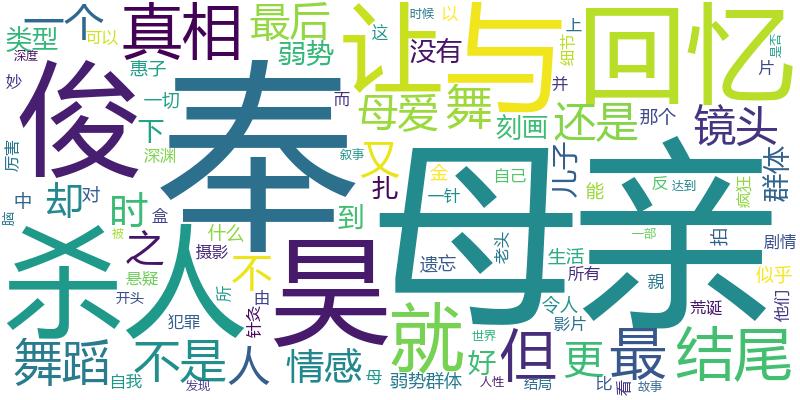 一个
真相
最后
让
与
回忆
时候
以
上
类型
可以
这
细节
是否
深度
惠子
弱势
没有
并
片
妙
俊
奉
母爱
舞
还是
那个
镜头
一切
而
下
刻画
厉害
深渊
叙事
又
金
自己
儿子
能
反
达到
疯狂
群体
中
却
对
扎
一针
脑
时
盒
到
母亲
杀人
之
被
什么
昊
遗忘
老头
生活
一部
拍
剧情
悬疑
摄影
不
所有
親
似乎
开头
所
由
令人
荒诞
他们
犯罪
针灸
就
影片
世界
但
最
结尾
舞蹈
不是
人
情感
好
更
自我
发现
母
弱势群体
人性
结局
比
看
故事